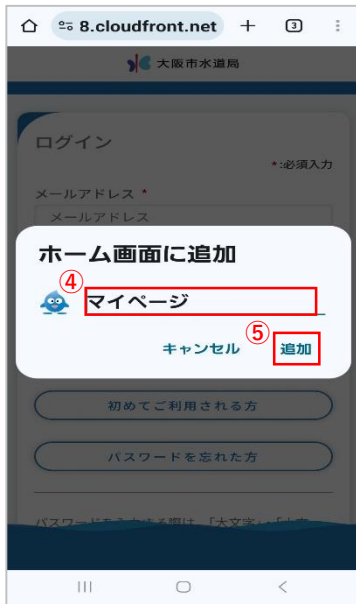 8.cloudfront.net + 3
大阪市水道局
ログイン
*:必須入力
メールアドレス *
メールアドレス
ホーム画面に追加
④
マイページ
⑤
キャンセル 追加
初めてご利用される方
パスワードを忘れた方